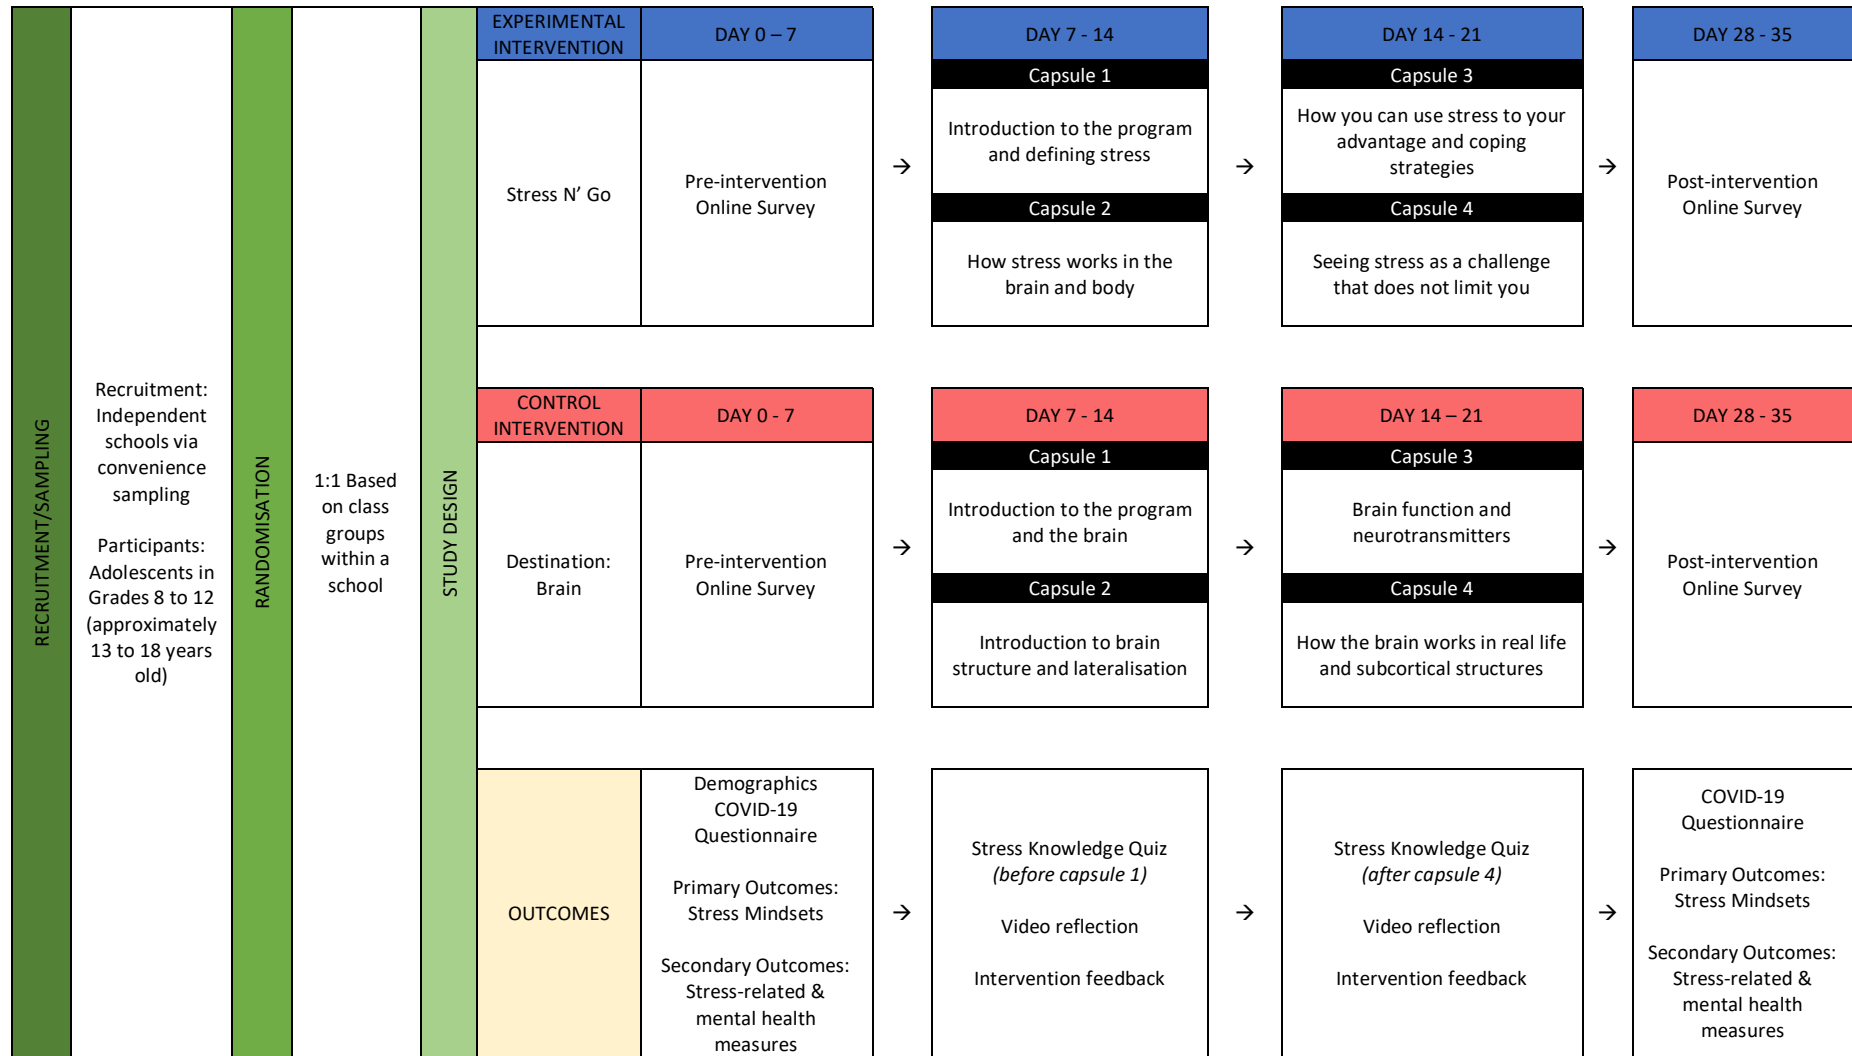 RECRUITMENT/SAMPLING
Recruitment:
Independent
schools via
convenience
sampling
Participants:
Adolescents in
Grades 8 to 12
(approximately
13 to 18 years
old)
RANDOMISATION
1:1 Based
on class
groups
within a
school
STUDY DESIGN
EXPERIMENTAL
INTERVENTION
DAY 0 – 7
DAY 7 - 14
DAY 14 - 21
DAY 28 - 35
Stress N’ Go
Pre-intervention
Online Survey
→
Capsule 1
Introduction to the program
and defining stress
Capsule 2
How stress works in the
brain and body
→
Capsule 3
How you can use stress to your
advantage and coping
strategies
Capsule 4
Seeing stress as a challenge
that does not limit you
→
Post-intervention
Online Survey
CONTROL
INTERVENTION
DAY 0 - 7
DAY 7 - 14
DAY 14 – 21
DAY 28 - 35
Destination:
Brain
Pre-intervention
Online Survey
→
Capsule 1
Introduction to the program
and the brain
Capsule 2
Introduction to brain
structure and lateralisation
→
Capsule 3
Brain function and
neurotransmitters
Capsule 4
How the brain works in real life
and subcortical structures
→
Post-intervention
Online Survey
OUTCOMES
Demographics
COVID-19
Questionnaire
Primary Outcomes:
Stress Mindsets
Secondary Outcomes:
Stress-related &
mental health
measures
→
Stress Knowledge Quiz
(before capsule 1)
Video reflection
Intervention feedback
→
Stress Knowledge Quiz
(after capsule 4)
Video reflection
Intervention feedback
→
COVID-19
Questionnaire
Primary Outcomes:
Stress Mindsets
Secondary Outcomes:
Stress-related &
mental health
measures